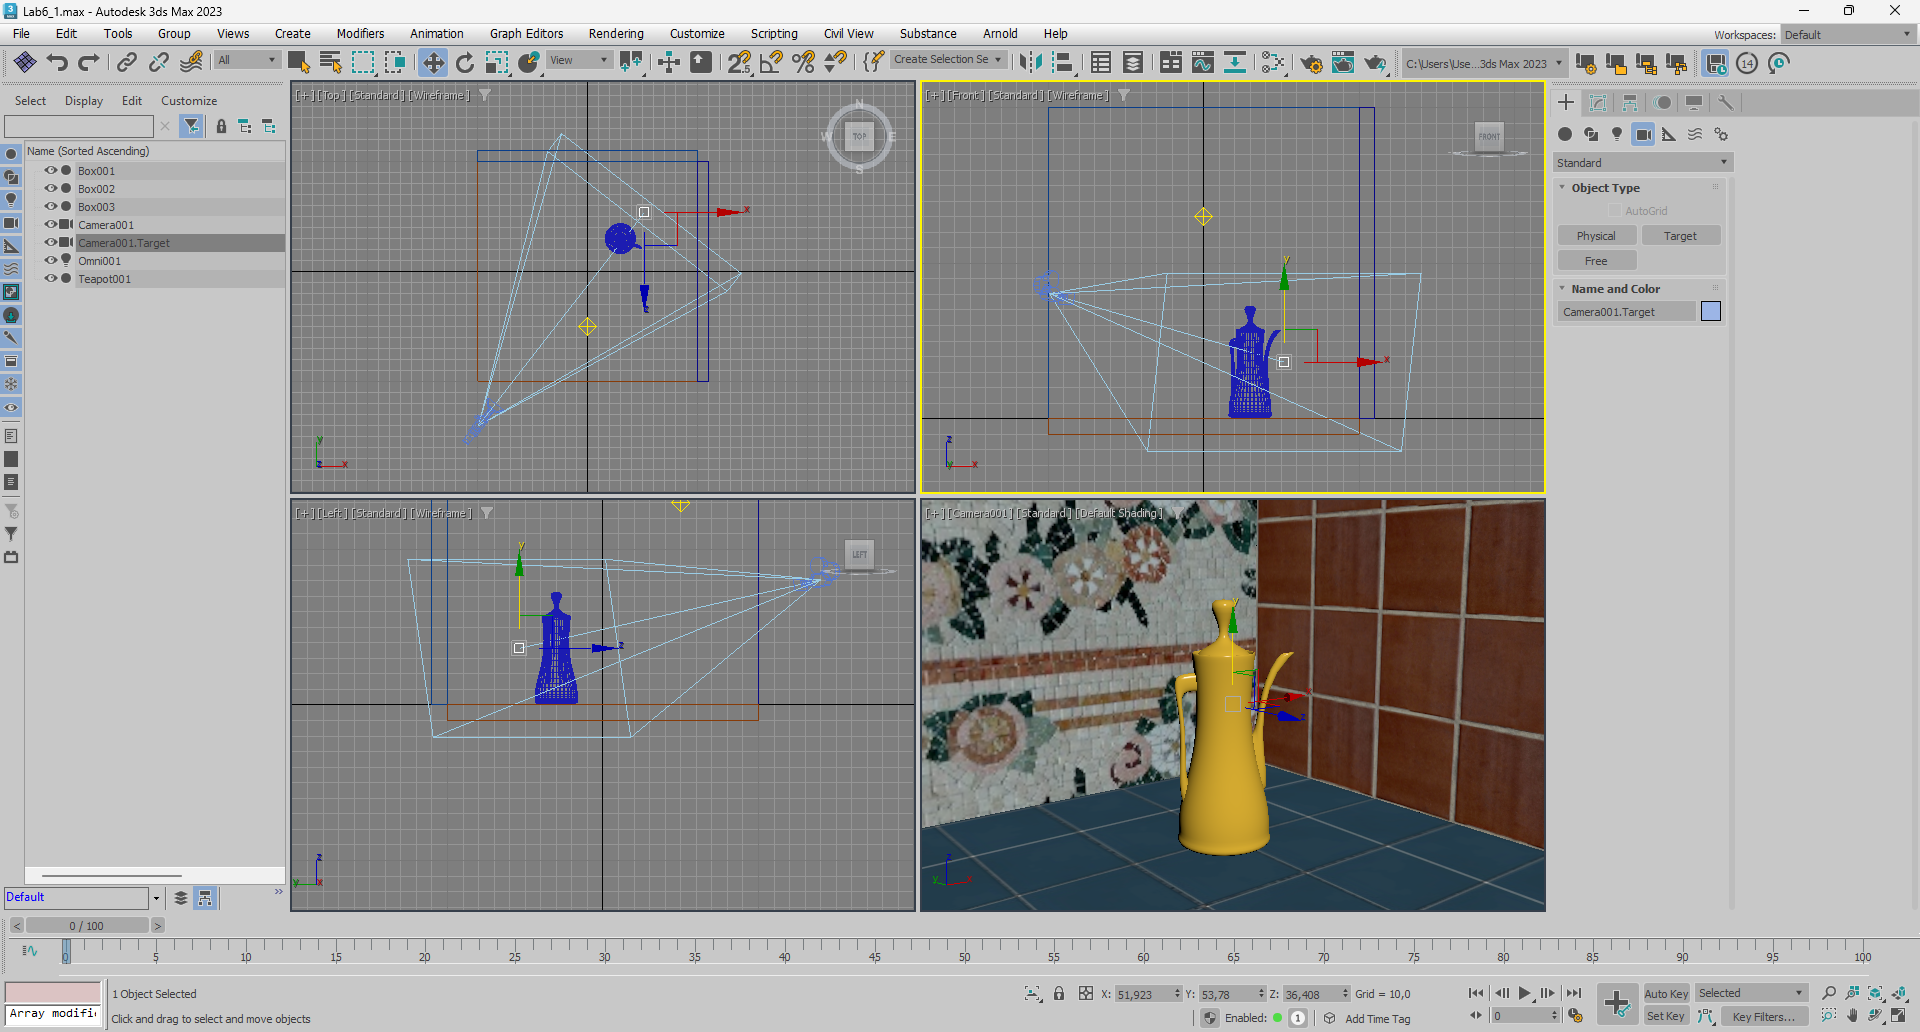 Lab6_1.max - Autodesk 3ds Max 2023
File Edit Tools Group Views Create Modifiers Animation Graph Editors Rendering Customize Scripting Civil View Substance Arnold Help
Workspaces: Default
All View Create Selection Se C:\Users\Use...3ds Max 2023 14
Select Display Edit Customize
Name (Sorted Ascending)
Box001
Box002
Box003
Camera001
Camera001.Target
Omni001
Teapot001
Default
[+] [Top] [Standard] [Wireframe]
N
W TOP E
S
x
z
y
z x
[+] [Front] [Standard] [Wireframe]
FRONT
y
x
z
y x
[+] [Left] [Standard] [Wireframe]
LEFT
y
z
z
y x
[+] [Camera001] [Standard] [Default Shading]
y
x
z
z
y x
Standard
Object Type
AutoGrid
Physical Target
Free
Name and Color
Camera001.Target
< 0 / 100 >
0 5 10 15 20 25 30 35 40 45 50 55 60 65 70 75 80 85 90 95 100
1 Object Selected
X: 51,923 Y: 53,78 Z: 36,408 Grid = 10,0
Auto Key Selected
Array modifi
Click and drag to select and move objects
Enabled: 1 Add Time Tag
0
Set Key Key Filters...